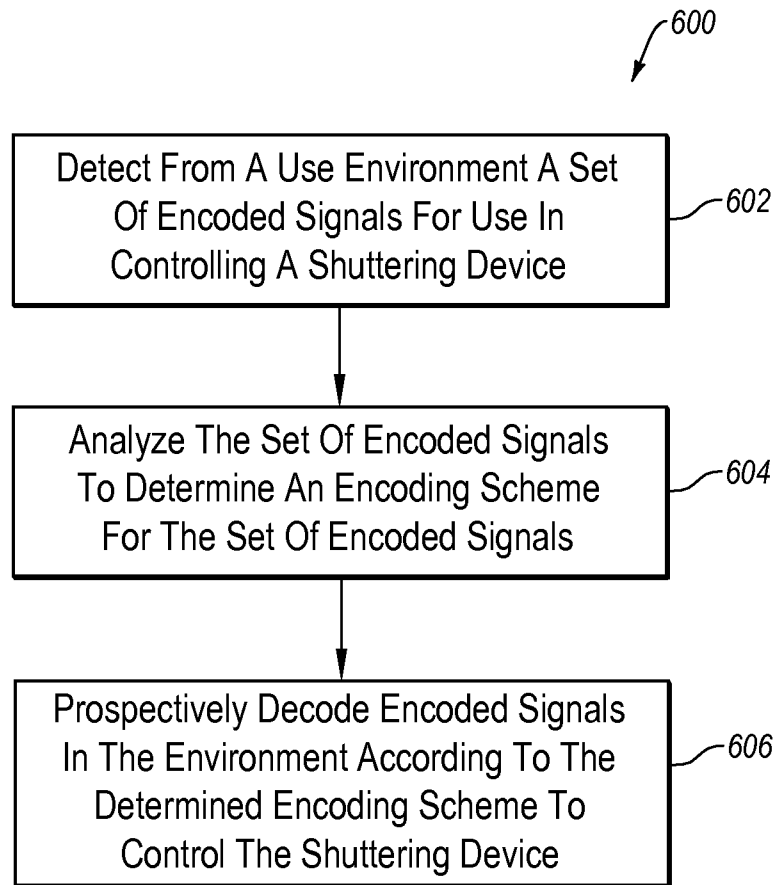 600
Detect From A Use Environment A Set
Of Encoded Signals For Use In
Controlling A Shuttering Device
602
Analyze The Set Of Encoded Signals
To Determine An Encoding Scheme
For The Set Of Encoded Signals
604
Prospectively Decode Encoded Signals
In The Environment According To The
Determined Encoding Scheme To
Control The Shuttering Device
606